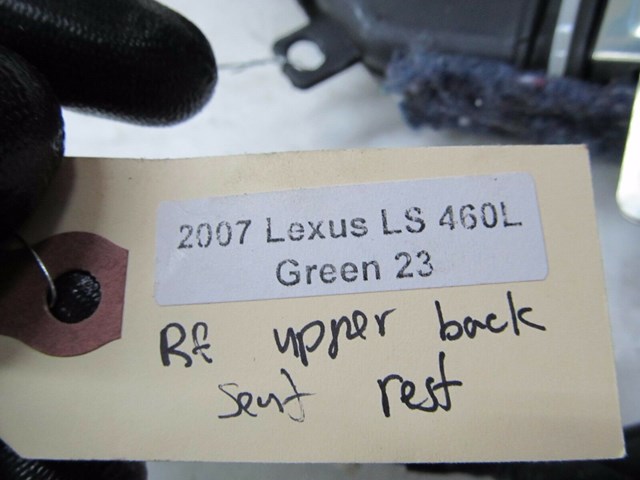 2007 Lexus LS 460L
Green 23
Rf upper back
seat rest